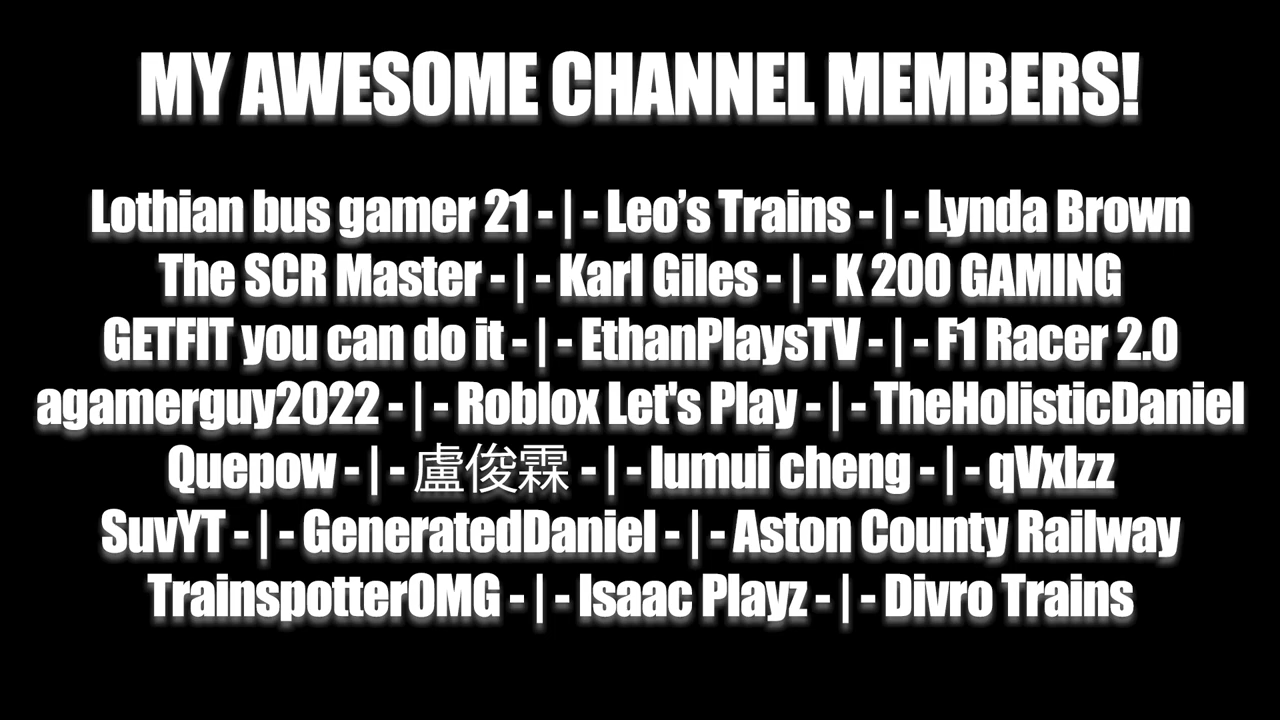 MY AWESOME CHANNEL MEMBERS!
Lothian bus gamer 21 - | - Leo’s Trains - | - Lynda Brown
The SCR Master - | - Karl Giles - | - K 200 GAMING
GETFIT you can do it - | - EthanPlaysTV - | - F1 Racer 2.0
agamerguy2022 - | - Roblox Let's Play - | - TheHolisticDaniel
Quepow - | - 盧俊霖 - | - lumui cheng - | - qVxlzz
SuvYT - | - GeneratedDaniel - | - Aston County Railway
TrainspotterOMG - | - Isaac Playz - | - Divro Trains